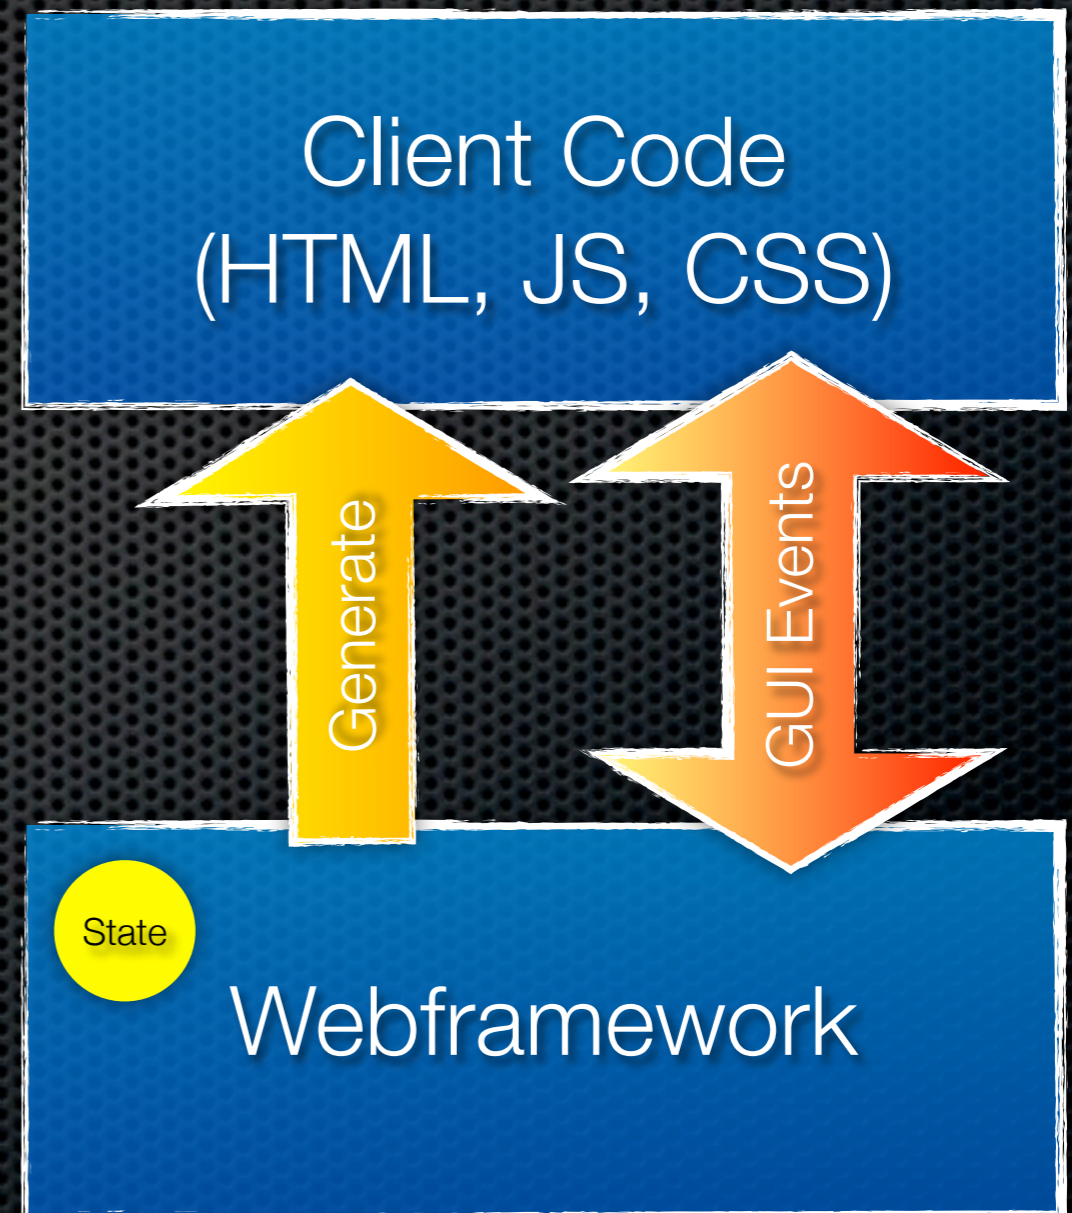 Client Code
(HTML, JS, CSS)
Generate
GUI Events
State
Webframework